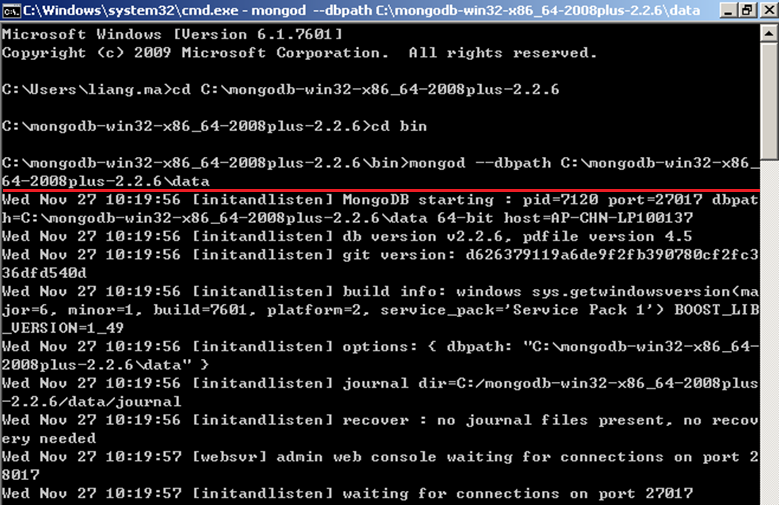 C:\Windows\system32\cmd.exe - mongod --dbpath C:\mongodb-win32-x86_64-2008plus-2.2.6\data
Microsoft Windows [Version 6.1.7601]
Copyright (c) 2009 Microsoft Corporation.  All rights reserved.
C:\Users\liang.ma>cd C:\mongodb-win32-x86_64-2008plus-2.2.6
C:\mongodb-win32-x86_64-2008plus-2.2.6>cd bin
C:\mongodb-win32-x86_64-2008plus-2.2.6\bin>mongod --dbpath C:\mongodb-win32-x86_
64-2008plus-2.2.6\data
Wed Nov 27 10:19:56 [initandlisten] MongoDB starting : pid=7120 port=27017 dbpat
h=C:\mongodb-win32-x86_64-2008plus-2.2.6\data 64-bit host=AP-CHN-LP100137
Wed Nov 27 10:19:56 [initandlisten] db version v2.2.6, pdfile version 4.5
Wed Nov 27 10:19:56 [initandlisten] git version: d626379119a6de9f2fb390780cf2fc3
36dfd540d
Wed Nov 27 10:19:56 [initandlisten] build info: windows sys.getwindowsversion(ma
jor=6, minor=1, build=7601, platform=2, service_pack='Service Pack 1') BOOST_LIB
_VERSION=1_49
Wed Nov 27 10:19:56 [initandlisten] options: { dbpath: "C:\mongodb-win32-x86_64-
2008plus-2.2.6\data" }
Wed Nov 27 10:19:56 [initandlisten] journal dir=C:/mongodb-win32-x86_64-2008plus
-2.2.6/data/journal
Wed Nov 27 10:19:56 [initandlisten] recover : no journal files present, no recov
ery needed
Wed Nov 27 10:19:57 [websvr] admin web console waiting for connections on port 2
8017
Wed Nov 27 10:19:57 [initandlisten] waiting for connections on port 27017